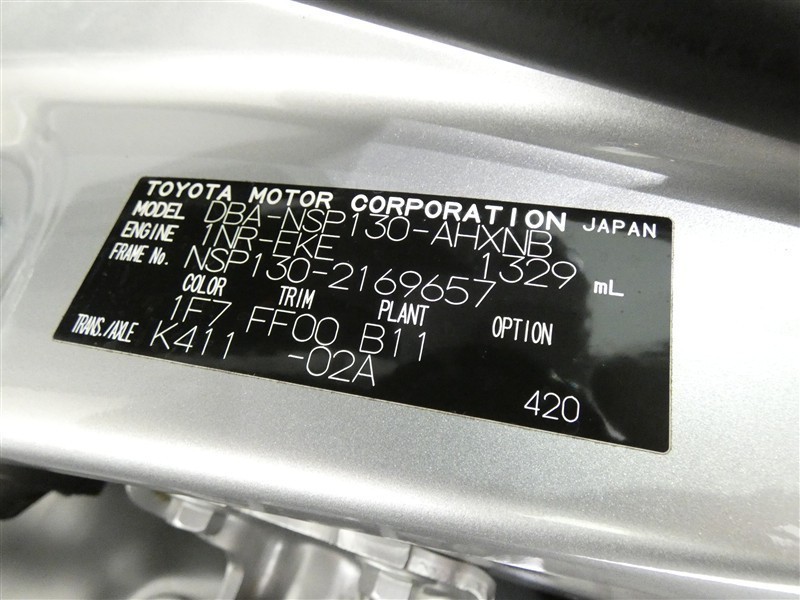 TOYOTA MOTOR CORPORATION JAPAN
MODEL DBA-NSP130-AHXNB
ENGINE 1NR-EKE 1329 mL
FRAME No. NSP130-2169657
COLOR TRIM PLANT OPTION
1F7 FF00 B11
TRANS./AXLE K411 -02A
420